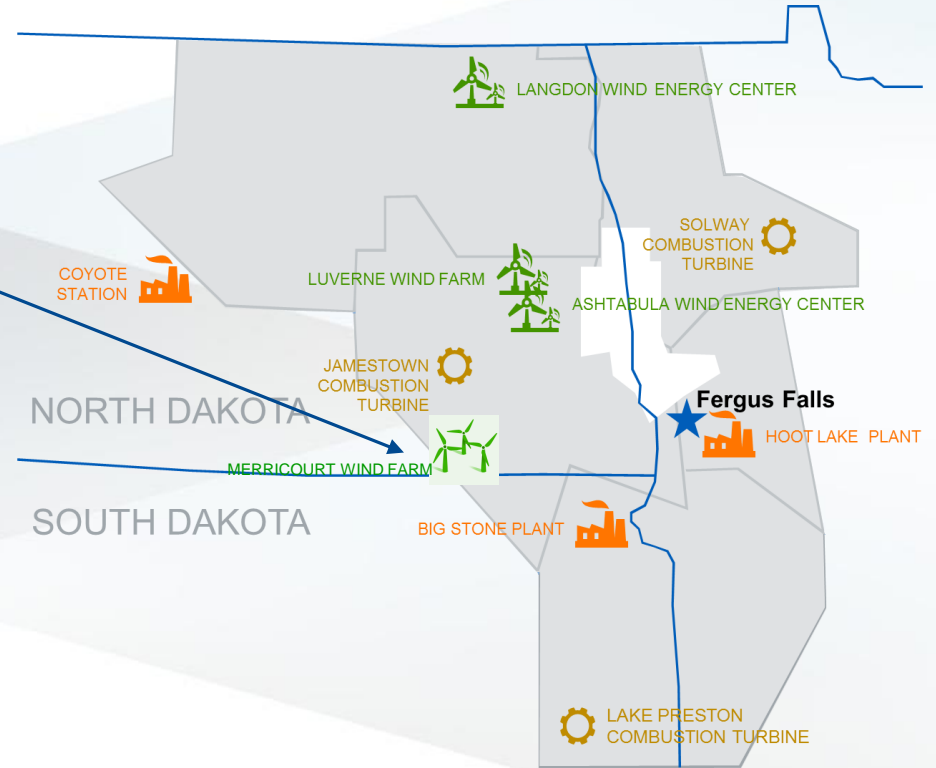 LANGDON WIND ENERGY CENTER
SOLWAY
COMBUSTION
TURBINE
COYOTE
STATION
LUVERNE WIND FARM
ASHTABULA WIND ENERGY CENTER
JAMESTOWN
COMBUSTION
TURBINE
NORTH DAKOTA
Fergus Falls
HOOT LAKE PLANT
MERRICOURT WIND FARM
SOUTH DAKOTA
BIG STONE PLANT
LAKE PRESTON
COMBUSTION TURBINE